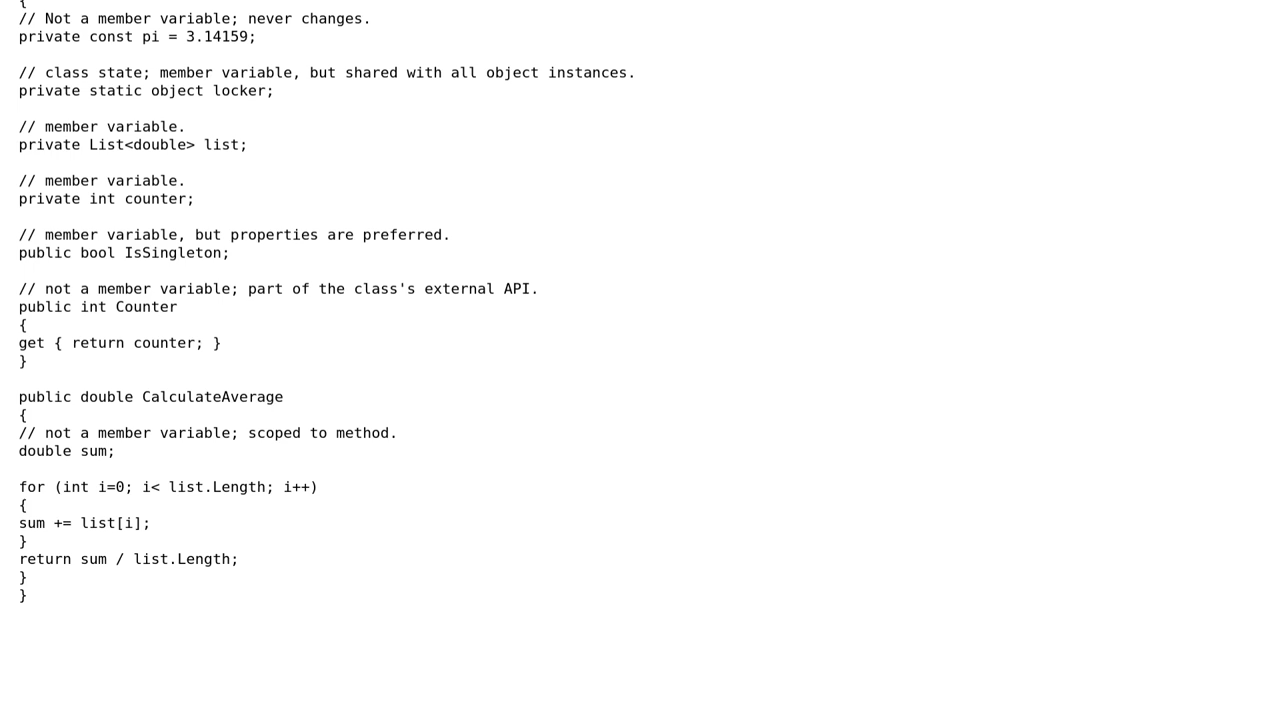 {
// Not a member variable; never changes.
private const pi = 3.14159;
// class state; member variable, but shared with all object instances.
private static object locker;
// member variable.
private List<double> list;
// member variable.
private int counter;
// member variable, but properties are preferred.
public bool IsSingleton;
// not a member variable; part of the class's external API.
public int Counter
{
get { return counter; }
}
public double CalculateAverage
{
// not a member variable; scoped to method.
double sum;
for (int i=0; i< list.Length; i++)
{
sum += list[i];
}
return sum / list.Length;
}
}